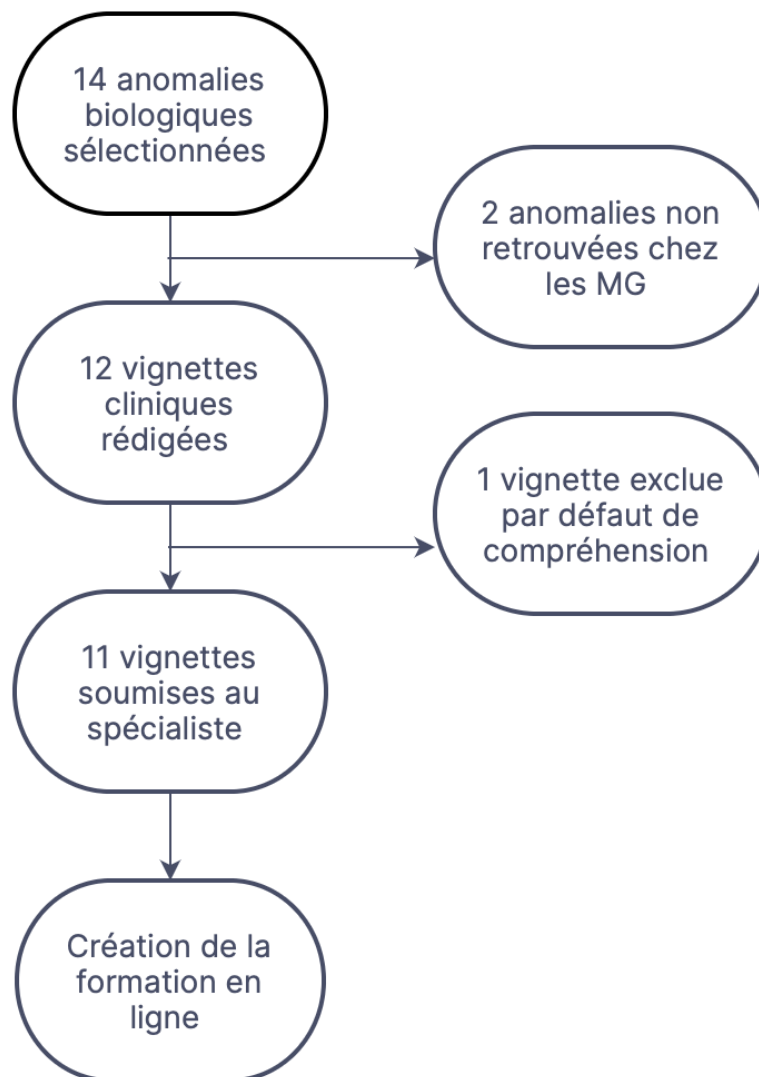 14 anomalies
biologiques
sélectionnées
2 anomalies non
retrouvées chez
les MG
12 vignettes
cliniques
rédigées
1 vignette exclue
par défaut de
compréhension
11 vignettes
soumises au
spécialiste
Création de la
formation en
ligne